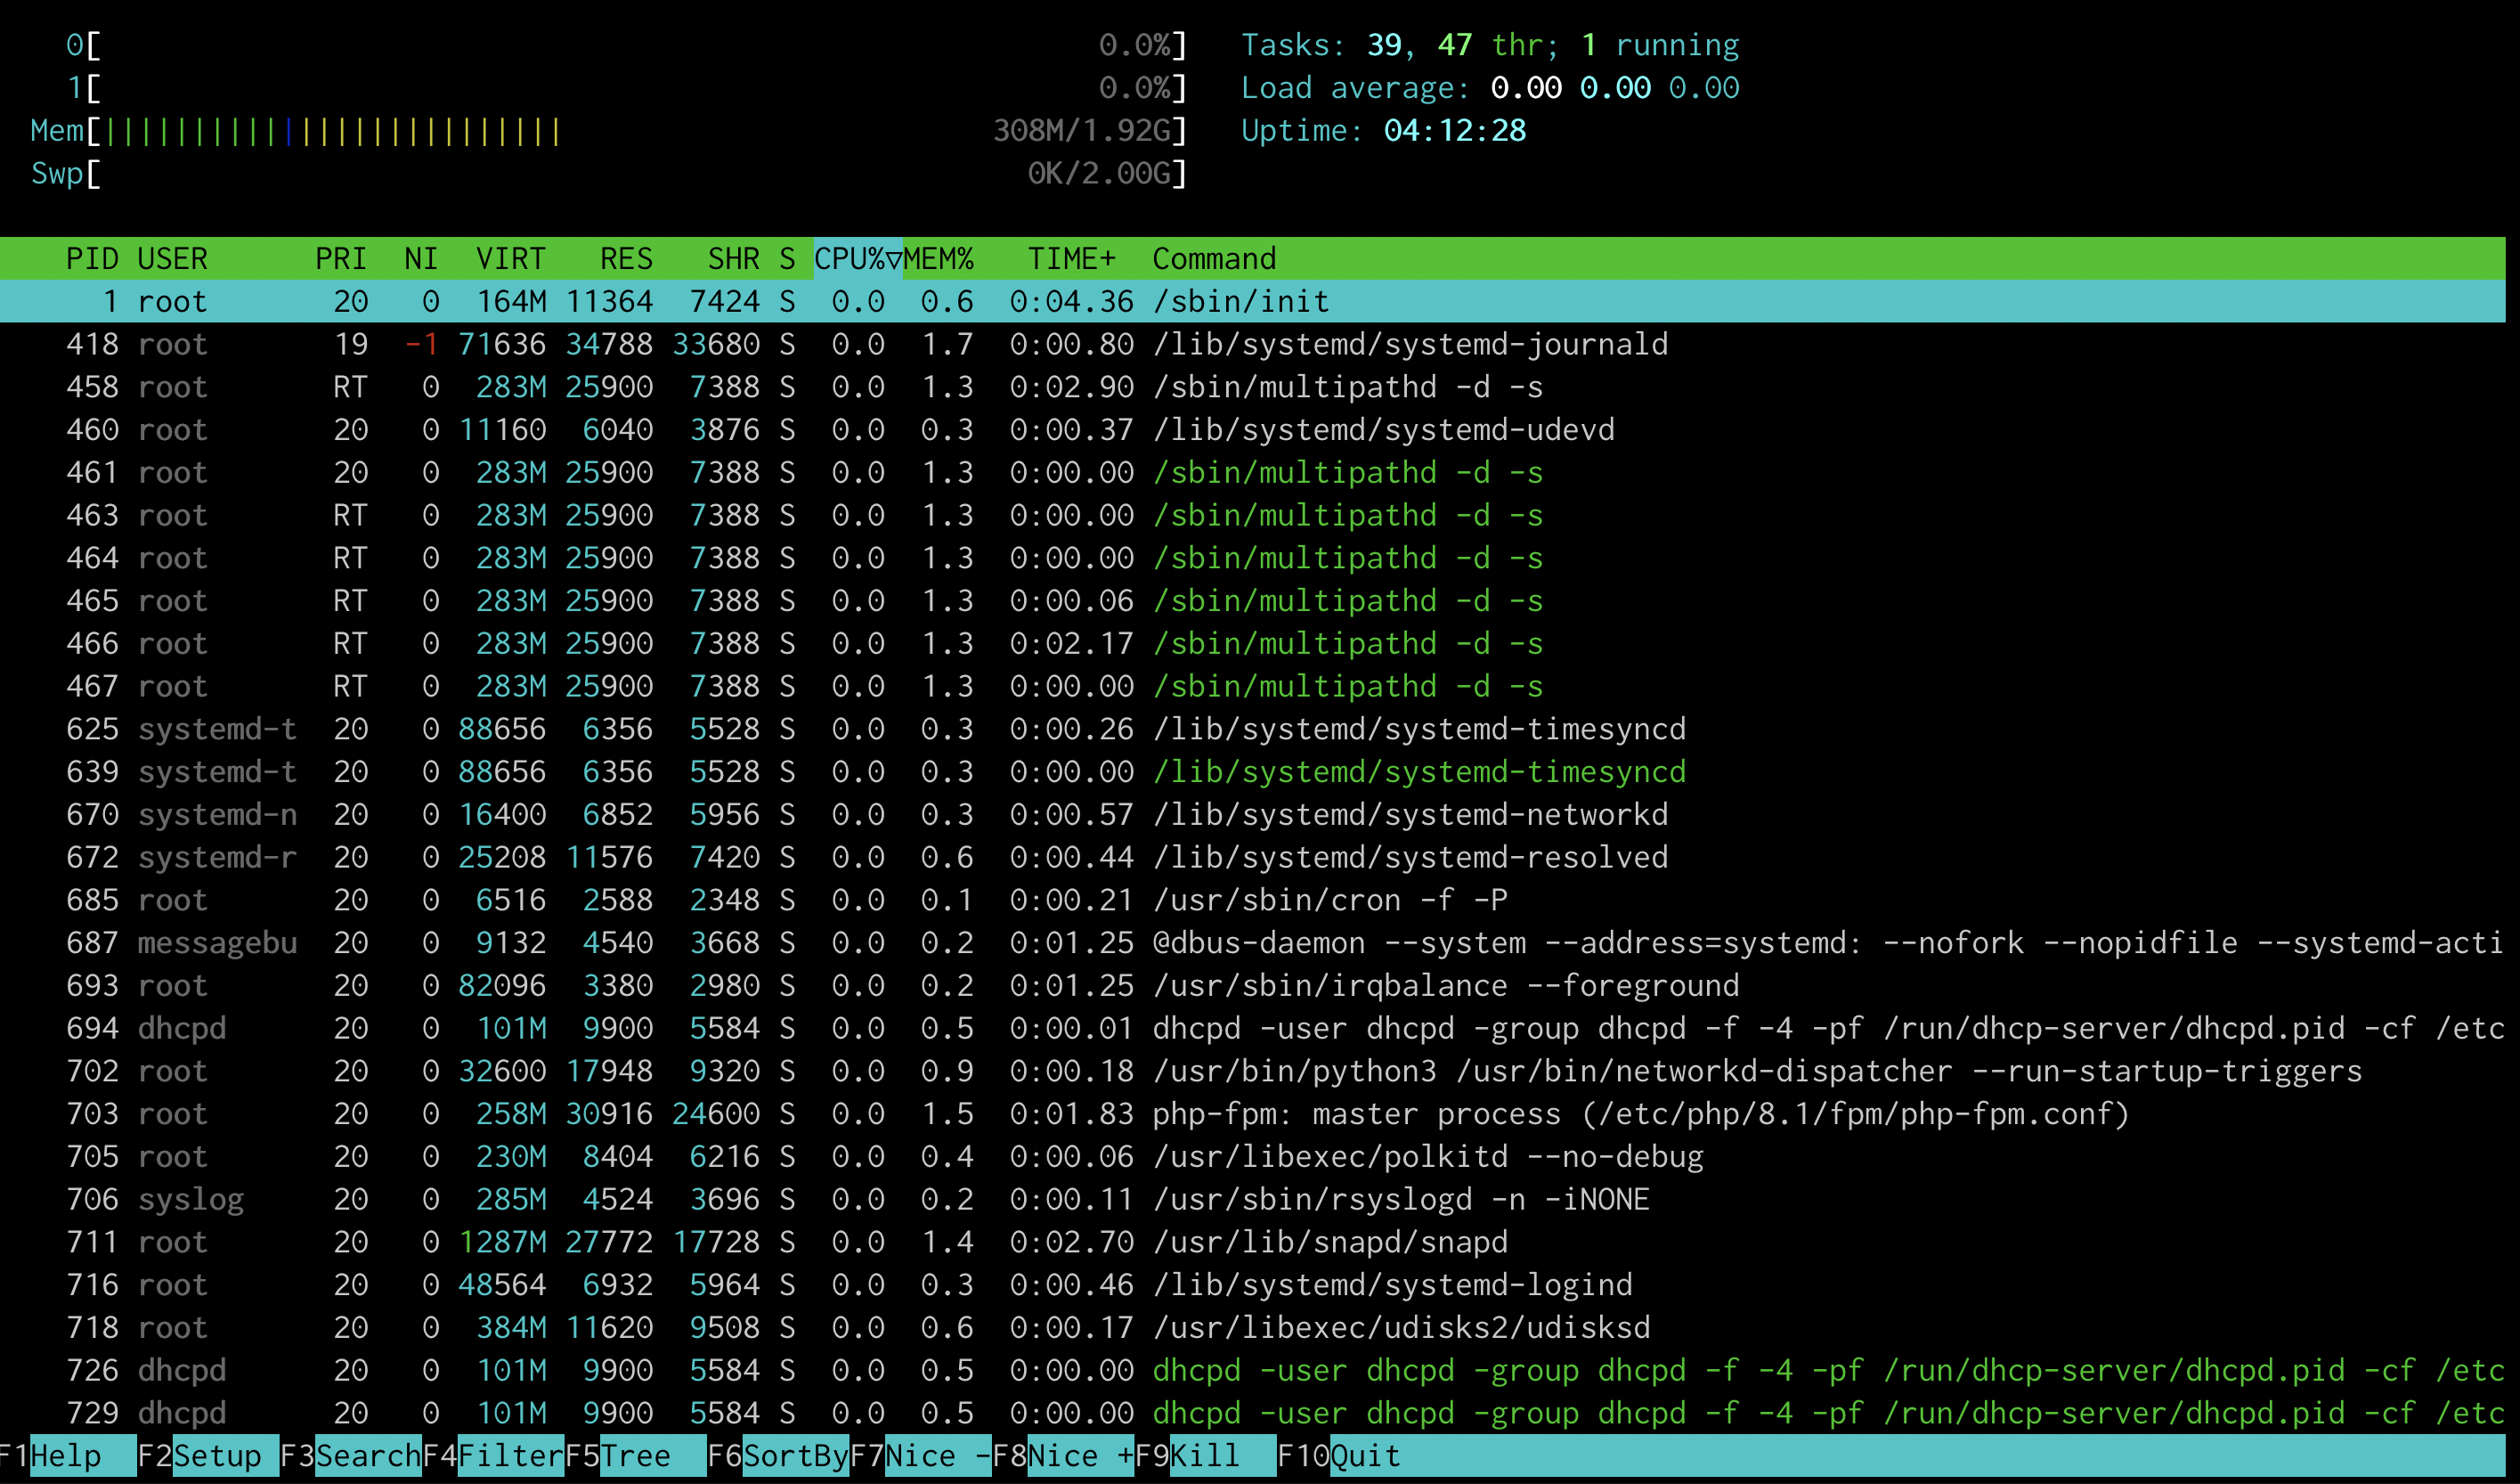 0[ 0.0%] Tasks: 39, 47 thr; 1 running
1[ 0.0%] Load average: 0.00 0.00 0.00
Mem[|||||||||||||||||||||||||| 308M/1.92G] Uptime: 04:12:28
Swp[ 0K/2.00G]
PID USER PRI NI VIRT RES SHR S CPU%▽MEM% TIME+ Command
1 root 20 0 164M 11364 7424 S 0.0 0.6 0:04.36 /sbin/init
418 root 19 -1 71636 34788 33680 S 0.0 1.7 0:00.80 /lib/systemd/systemd-journald
458 root RT 0 283M 25900 7388 S 0.0 1.3 0:02.90 /sbin/multipathd -d -s
460 root 20 0 11160 6040 3876 S 0.0 0.3 0:00.37 /lib/systemd/systemd-udevd
461 root 20 0 283M 25900 7388 S 0.0 1.3 0:00.00 /sbin/multipathd -d -s
463 root RT 0 283M 25900 7388 S 0.0 1.3 0:00.00 /sbin/multipathd -d -s
464 root RT 0 283M 25900 7388 S 0.0 1.3 0:00.00 /sbin/multipathd -d -s
465 root RT 0 283M 25900 7388 S 0.0 1.3 0:00.06 /sbin/multipathd -d -s
466 root RT 0 283M 25900 7388 S 0.0 1.3 0:02.17 /sbin/multipathd -d -s
467 root RT 0 283M 25900 7388 S 0.0 1.3 0:00.00 /sbin/multipathd -d -s
625 systemd-t 20 0 88656 6356 5528 S 0.0 0.3 0:00.26 /lib/systemd/systemd-timesyncd
639 systemd-t 20 0 88656 6356 5528 S 0.0 0.3 0:00.00 /lib/systemd/systemd-timesyncd
670 systemd-n 20 0 16400 6852 5956 S 0.0 0.3 0:00.57 /lib/systemd/systemd-networkd
672 systemd-r 20 0 25208 11576 7420 S 0.0 0.6 0:00.44 /lib/systemd/systemd-resolved
685 root 20 0 6516 2588 2348 S 0.0 0.1 0:00.21 /usr/sbin/cron -f -P
687 messagebu 20 0 9132 4540 3668 S 0.0 0.2 0:01.25 @dbus-daemon --system --address=systemd: --nofork --nopidfile --systemd-acti
693 root 20 0 82096 3380 2980 S 0.0 0.2 0:01.25 /usr/sbin/irqbalance --foreground
694 dhcpd 20 0 101M 9900 5584 S 0.0 0.5 0:00.01 dhcpd -user dhcpd -group dhcpd -f -4 -pf /run/dhcp-server/dhcpd.pid -cf /etc
702 root 20 0 32600 17948 9320 S 0.0 0.9 0:00.18 /usr/bin/python3 /usr/bin/networkd-dispatcher --run-startup-triggers
703 root 20 0 258M 30916 24600 S 0.0 1.5 0:01.83 php-fpm: master process (/etc/php/8.1/fpm/php-fpm.conf)
705 root 20 0 230M 8404 6216 S 0.0 0.4 0:00.06 /usr/libexec/polkitd --no-debug
706 syslog 20 0 285M 4524 3696 S 0.0 0.2 0:00.11 /usr/sbin/rsyslogd -n -iNONE
711 root 20 0 1287M 27772 17728 S 0.0 1.4 0:02.70 /usr/lib/snapd/snapd
716 root 20 0 48564 6932 5964 S 0.0 0.3 0:00.46 /lib/systemd/systemd-logind
718 root 20 0 384M 11620 9508 S 0.0 0.6 0:00.17 /usr/libexec/udisks2/udisksd
726 dhcpd 20 0 101M 9900 5584 S 0.0 0.5 0:00.00 dhcpd -user dhcpd -group dhcpd -f -4 -pf /run/dhcp-server/dhcpd.pid -cf /etc
729 dhcpd 20 0 101M 9900 5584 S 0.0 0.5 0:00.00 dhcpd -user dhcpd -group dhcpd -f -4 -pf /run/dhcp-server/dhcpd.pid -cf /etc
F1Help F2Setup F3SearchF4FilterF5Tree F6SortByF7Nice -F8Nice +F9Kill F10Quit